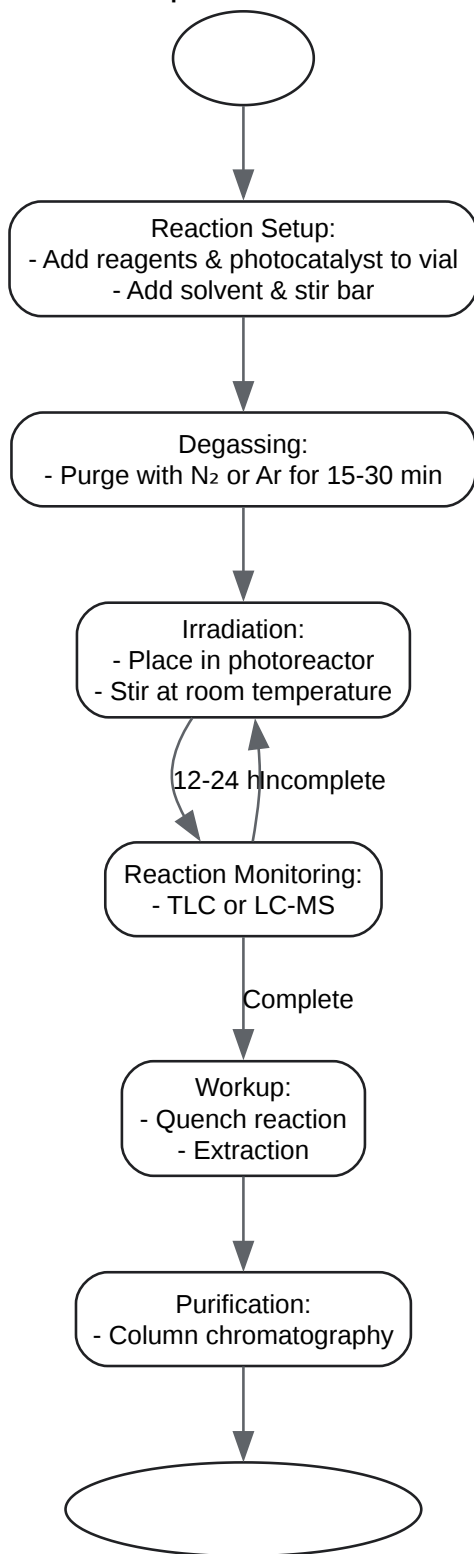 Reaction Setup:
- Add reagents & photocatalyst to vial
- Add solvent & stir bar
Degassing:
- Purge with N₂ or Ar for 15-30 min
Irradiation:
- Place in photoreactor
- Stir at room temperature
12-24 h
Incomplete
Reaction Monitoring:
- TLC or LC-MS
Complete
Workup:
- Quench reaction
- Extraction
Purification:
- Column chromatography